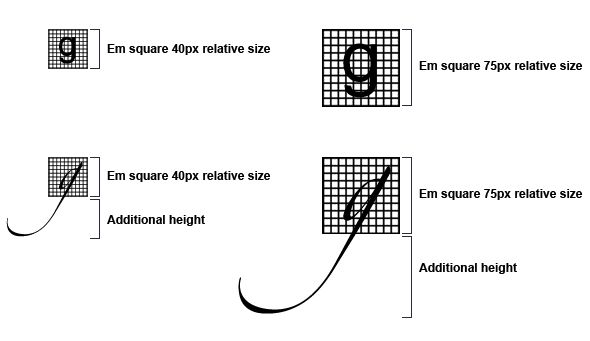 g
Em square 40px relative size
g
Em square 75px relative size
g
Em square 40px relative size
Additional height
g
Em square 75px relative size
Additional height